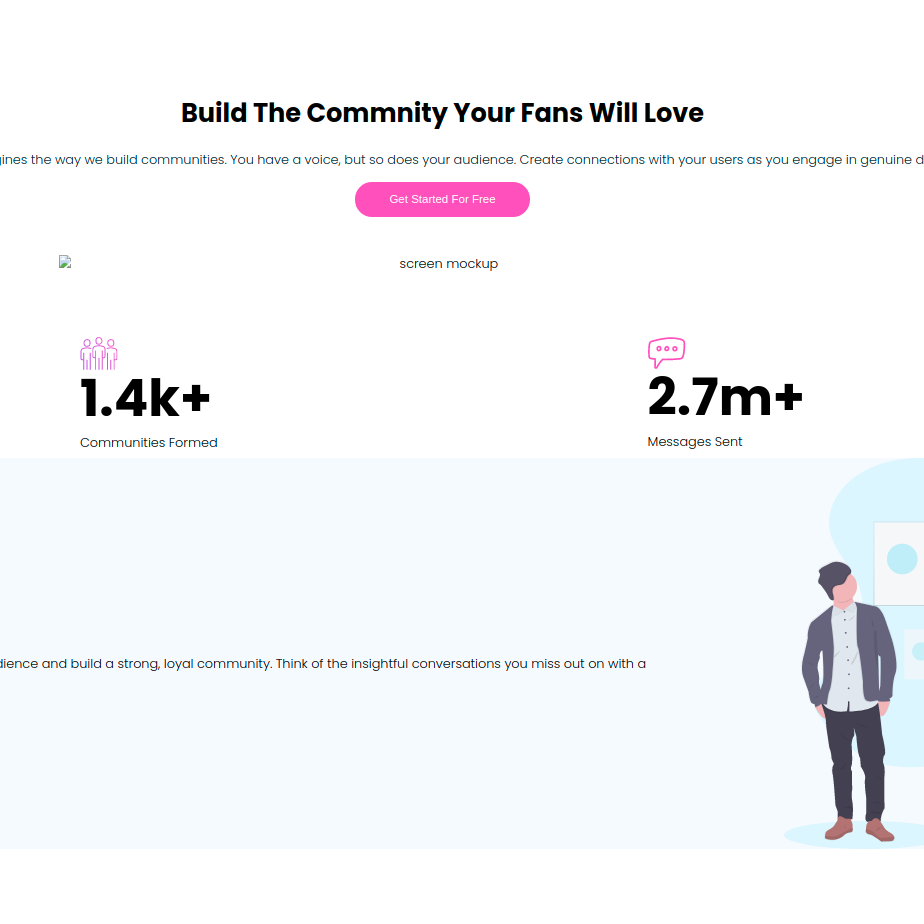 Build The Commnity Your Fans Will Love
the way we build communities. You have a voice, but so does your audience. Create connections with your users as you engage in genuine
Get Started For Free
screen mockup
1.4k+
2.7m+
Communities Formed
Messages Sent
and build a strong, loyal community. Think of the insightful conversations you miss out on with a